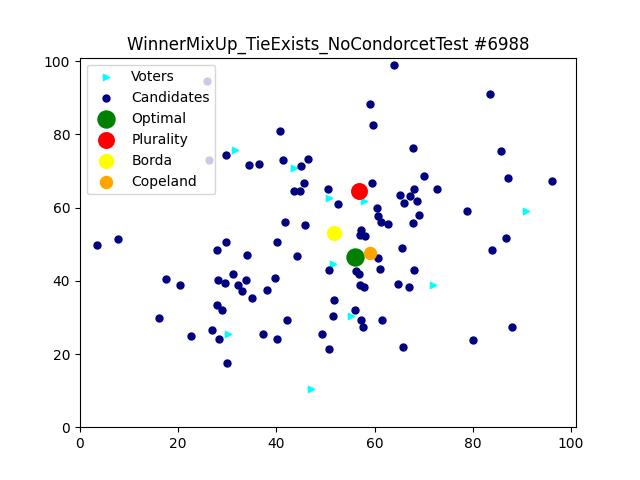 WinnerMixUp_TieExists_NoCondorcetTest #6988
100
80
60
40
20
0
0 20 40 60 80 100
Voters
Candidates
Optimal
Plurality
Borda
Copeland